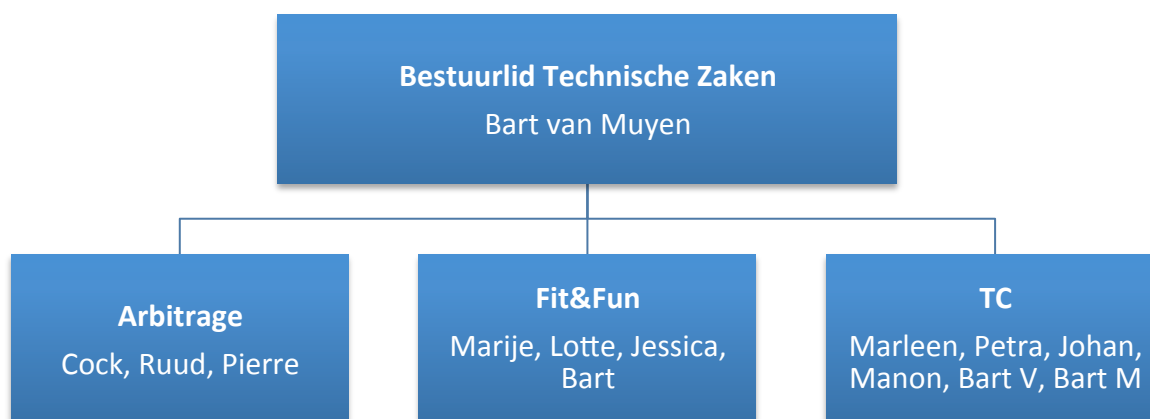 Bestuurlid Technische Zaken
Bart van Muyen
Arbitrage
Cock, Ruud, Pierre
Fit&Fun
Marije, Lotte, Jessica,
Bart
TC
Marleen, Petra, Johan,
Manon, Bart V, Bart M